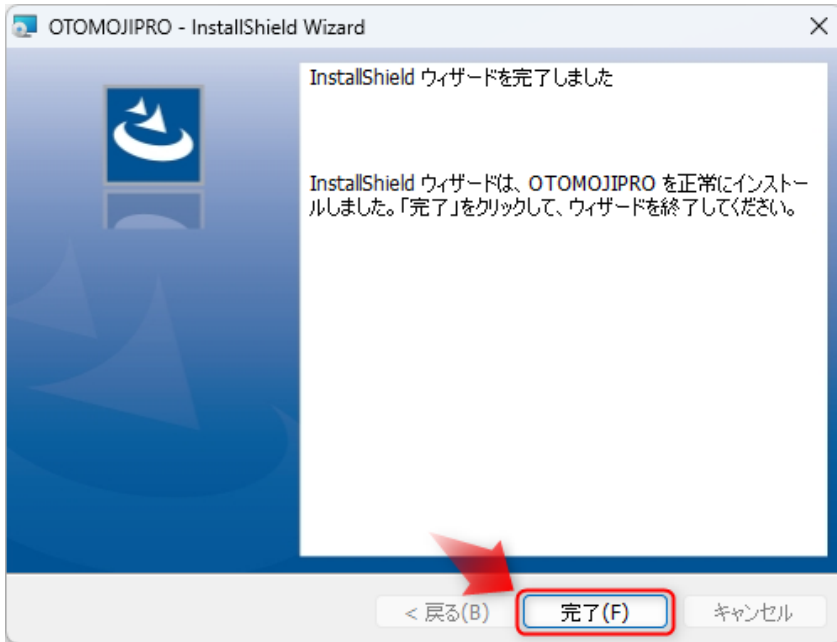 OTOMOJIPRO - InstallShield Wizard
InstallShield ウィザードを完了しました
InstallShield ウィザードは、OTOMOJIPRO を正常にインストー
ルしました。「完了」をクリックして、ウィザードを終了してください。
< 戻る(B)
完了(F)
キャンセル